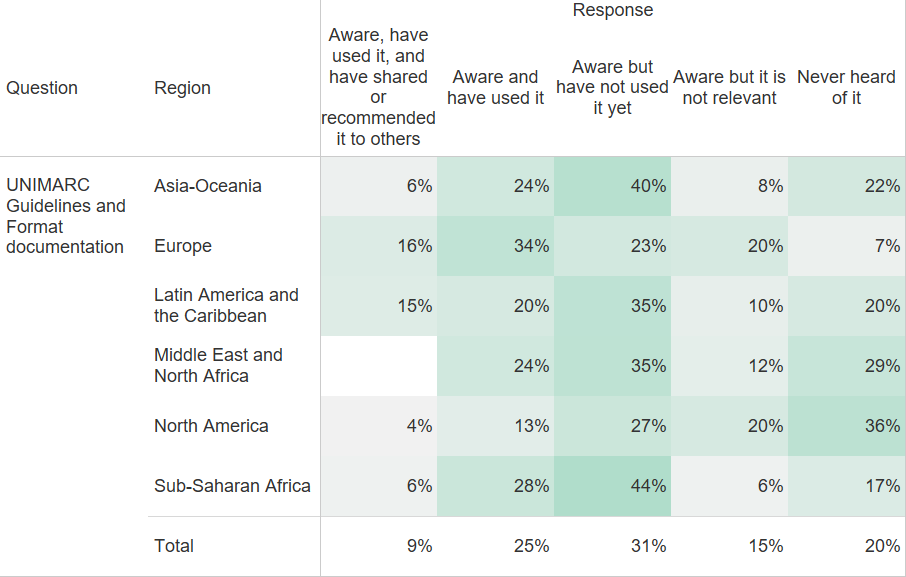 Response
Question
Region
Aware, have
used it, and
have shared
or
recommended
it to others
Aware and
have used it
Aware but
have not used
it yet
Aware but it is
not relevant
Never heard
of it
UNIMARC
Guidelines and
Format
documentation
Asia-Oceania 6% 24% 40% 8% 22%
Europe 16% 34% 23% 20% 7%
Latin America and
the Caribbean 15% 20% 35% 10% 20%
Middle East and
North Africa 24% 35% 12% 29%
North America 4% 13% 27% 20% 36%
Sub-Saharan Africa 6% 28% 44% 6% 17%
Total 9% 25% 31% 15% 20%